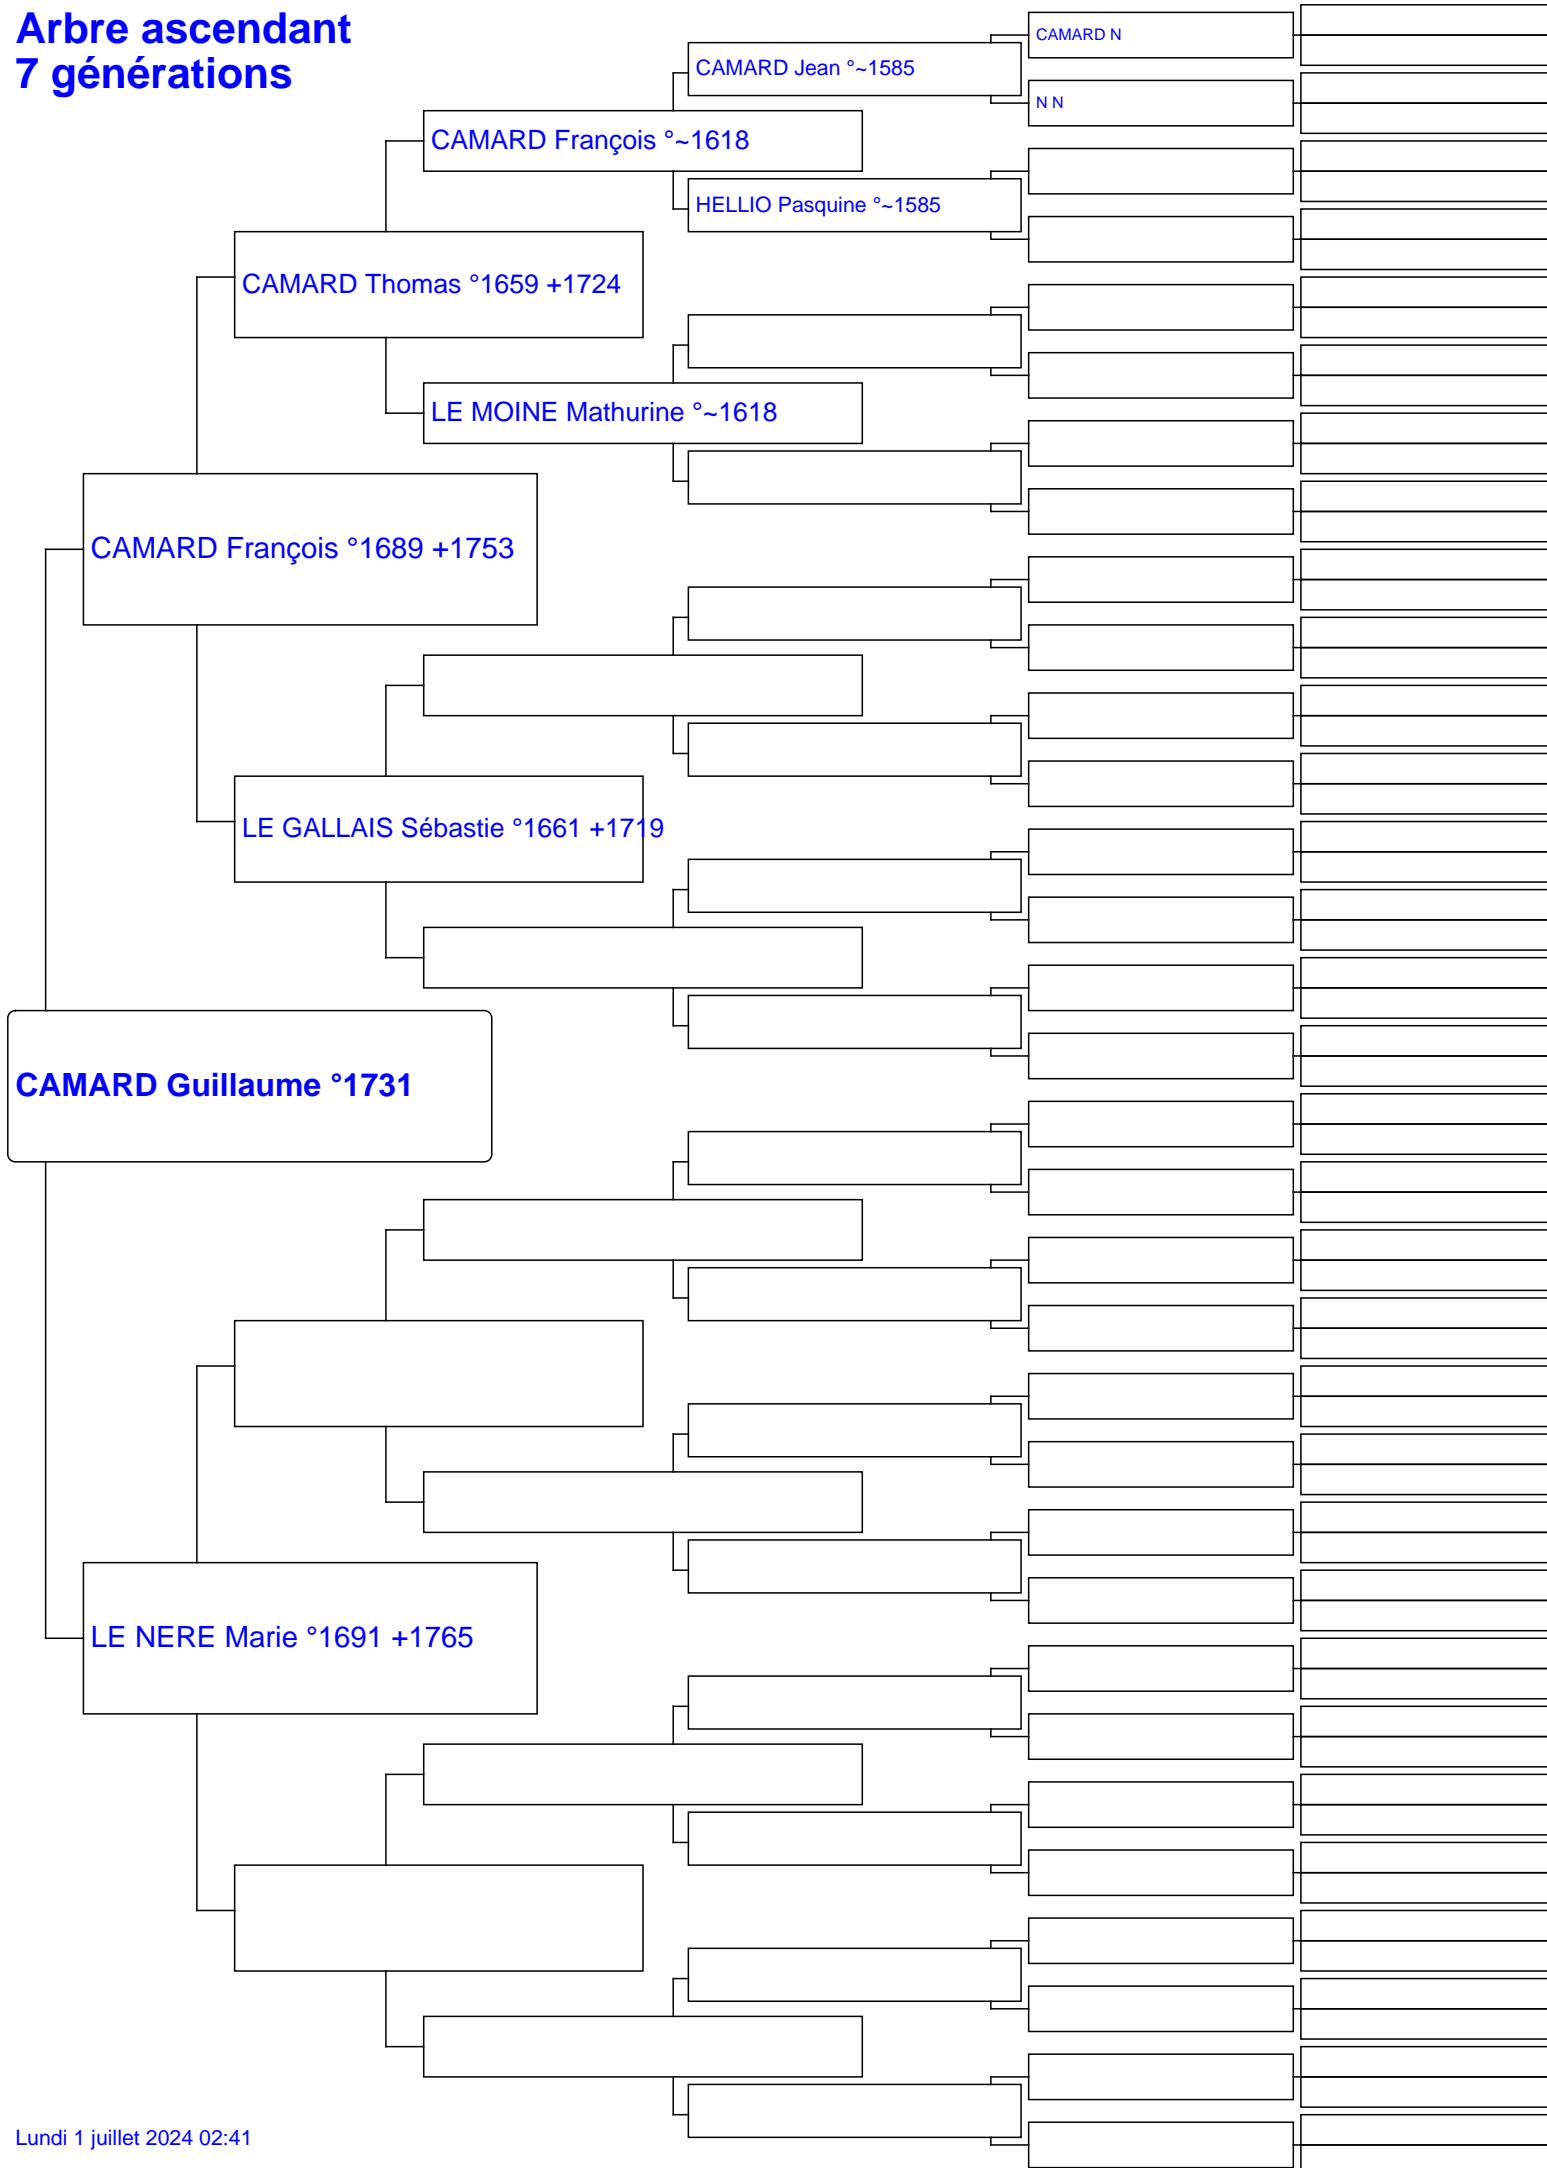 Arbre ascendant
7 générations
CAMARD N
CAMARD Jean °~1585
N N
CAMARD François °~1618
HELLIO Pasquine °~1585
CAMARD Thomas °1659 +1724
LE MOINE Mathurine °~1618
CAMARD François °1689 +1753
LE GALLAIS Sébastie °1661 +1719
CAMARD Guillaume °1731
LE NERE Marie °1691 +1765
Lundi 1 juillet 2024 02:41